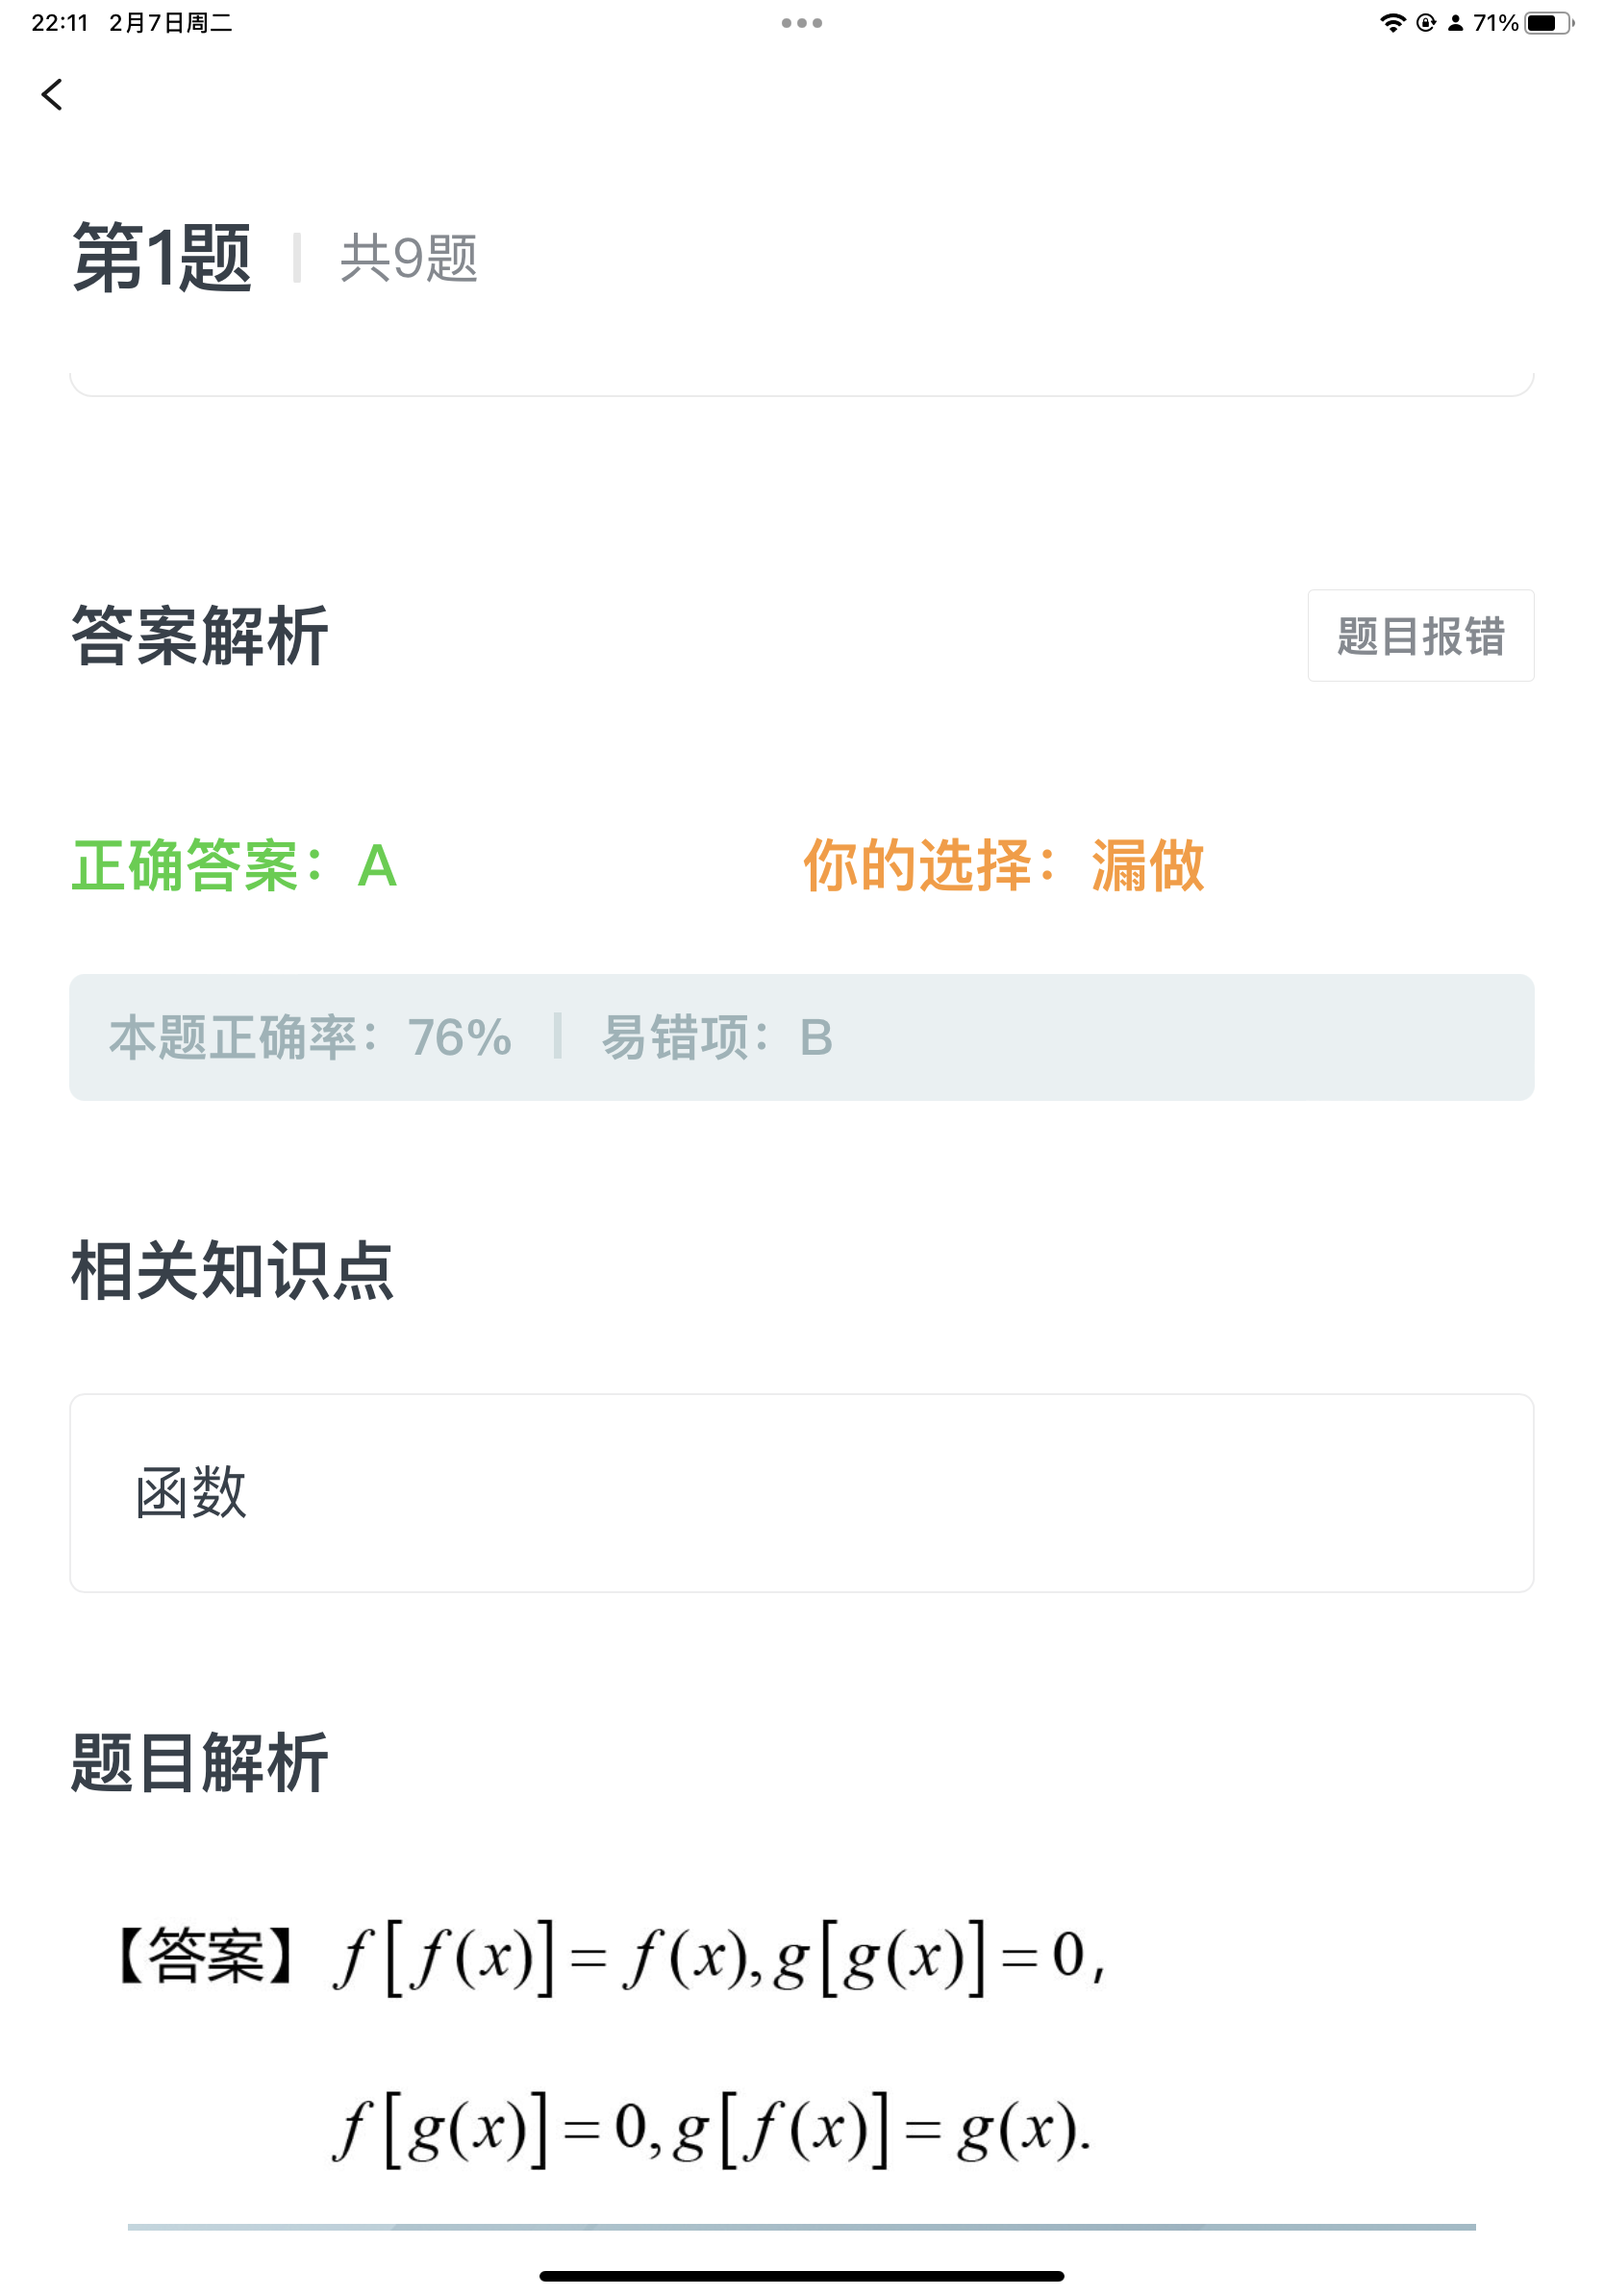 22:11 2月7日周二 71%
第1题 共9题
答案解析 题目报错
正确答案：A 你的选择：漏做
本题正确率：76% 易错项：B
相关知识点
函数
题目解析
【答案】 f[f(x)]=f(x),g[g(x)]=0,
f[g(x)]=0,g[f(x)]=g(x).